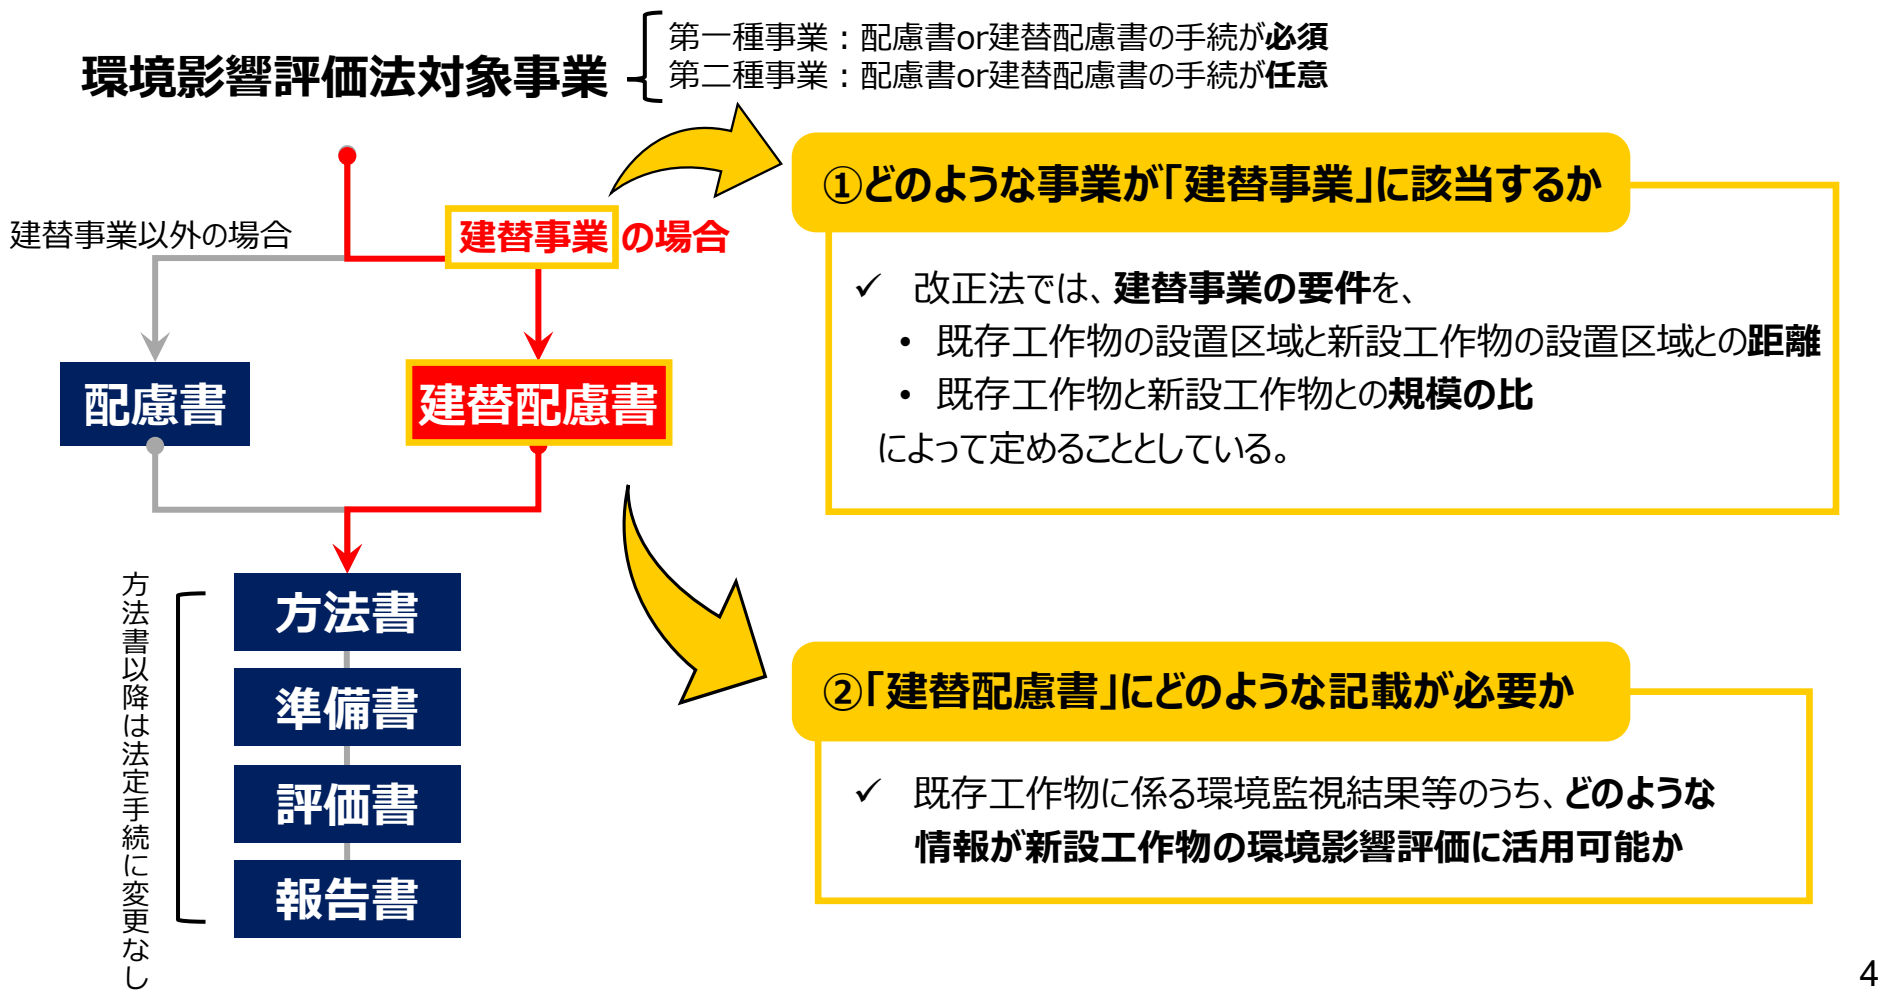 環境影響評価法対象事業
第一種事業：配慮書or建替配慮書の手続が必須
第二種事業：配慮書or建替配慮書の手続が任意
建替事業以外の場合
建替事業の場合
配慮書
建替配慮書
方法書以降は法定手続に変更なし
方法書
準備書
評価書
報告書
①どのような事業が「建替事業」に該当するか
✓ 改正法では、建替事業の要件を、
• 既存工作物の設置区域と新設工作物の設置区域との距離
• 既存工作物と新設工作物との規模の比
によって定めることとしている。
②「建替配慮書」にどのような記載が必要か
✓ 既存工作物に係る環境監視結果等のうち、どのような
情報が新設工作物の環境影響評価に活用可能か
4